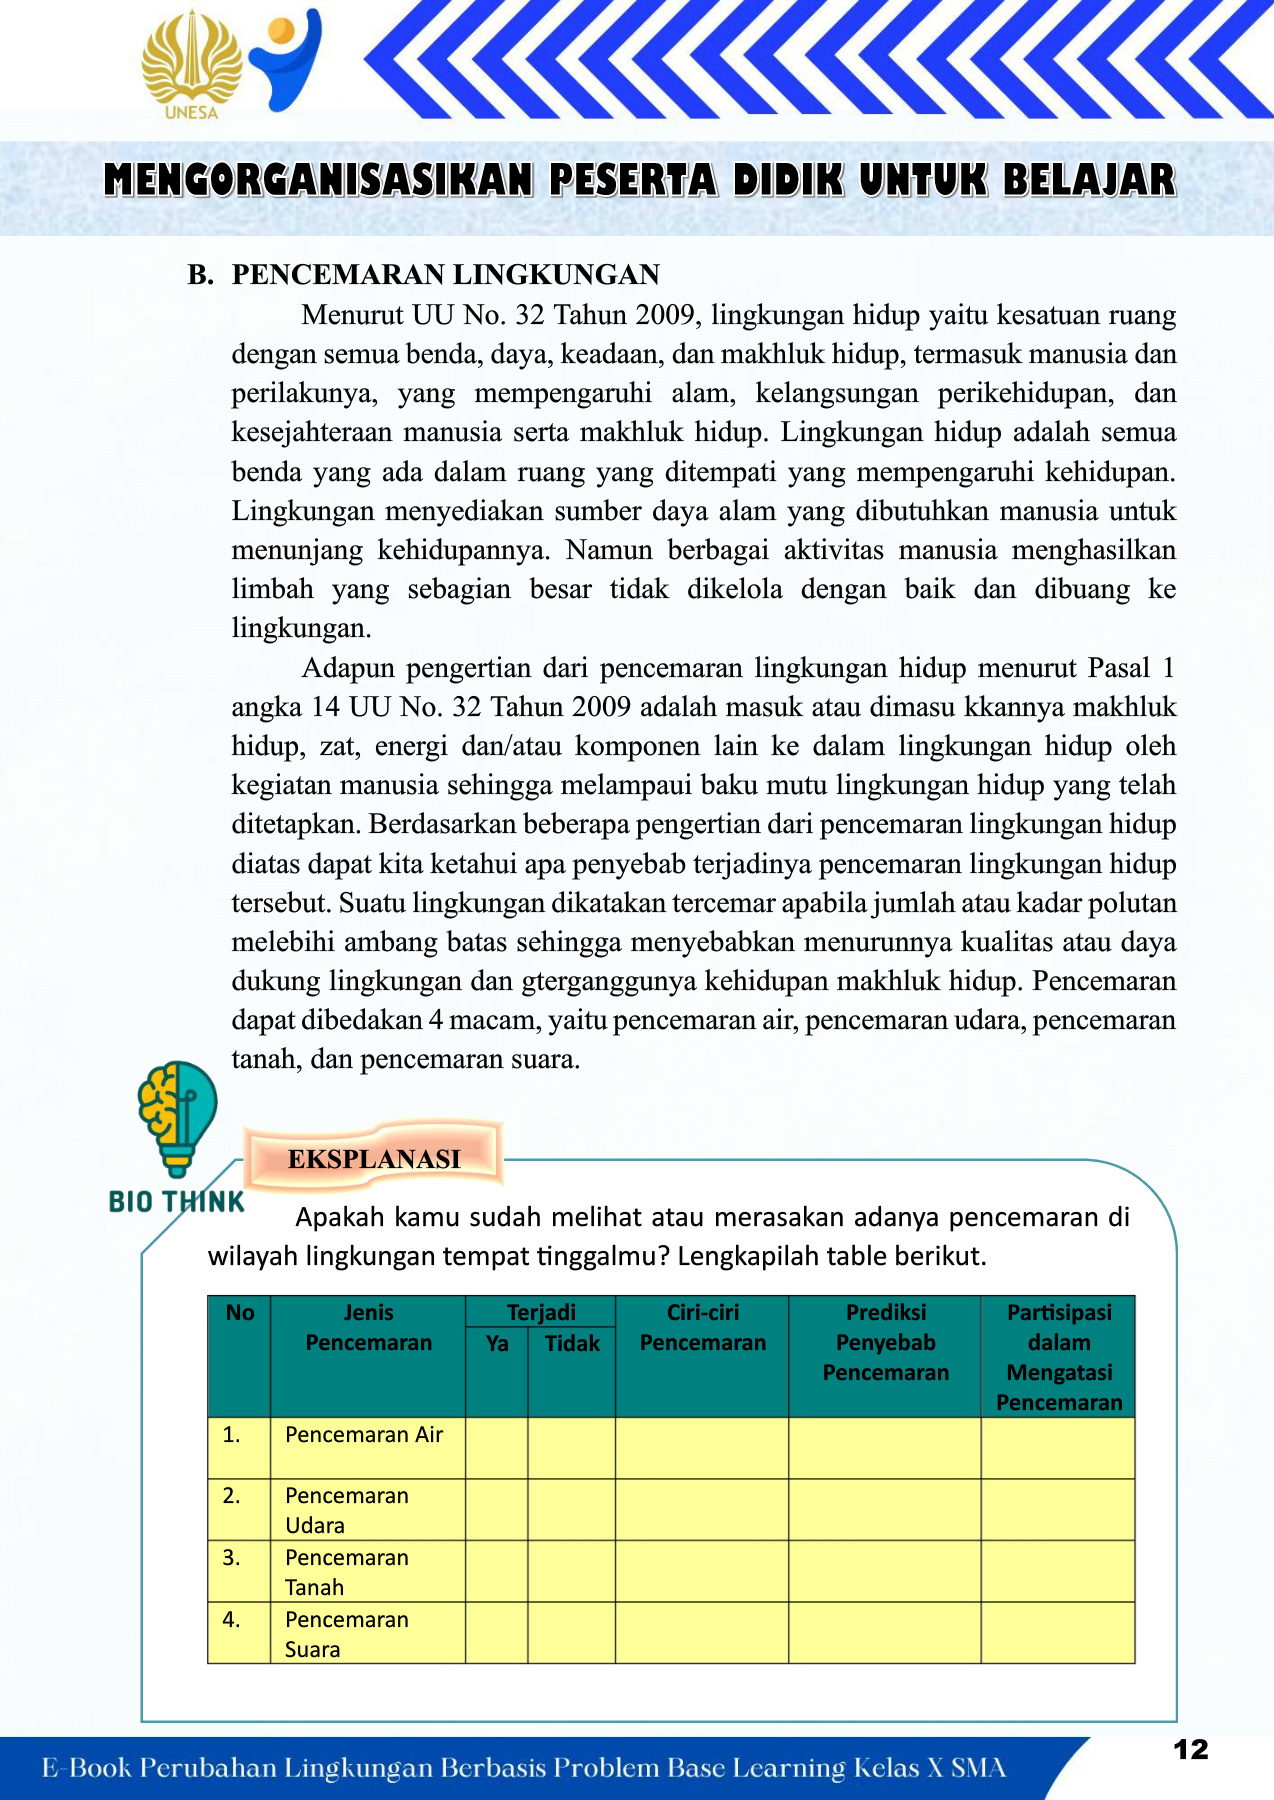 UNESA
MENGORGANISASIKAN PESERTA DIDIK UNTUK BELAJAR
B. PENCEMARAN LINGKUNGAN
Menurut UU No. 32 Tahun 2009, lingkungan hidup yaitu kesatuan ruang
dengan semua benda, daya, keadaan, dan makhluk hidup, termasuk manusia dan
perilakunya, yang mempengaruhi alam, kelangsungan perikehidupan, dan
kesejahteraan manusia serta makhluk hidup. Lingkungan hidup adalah semua
benda yang ada dalam ruang yang ditempati yang mempengaruhi kehidupan.
Lingkungan menyediakan sumber daya alam yang dibutuhkan manusia untuk
menunjang kehidupannya. Namun berbagai aktivitas manusia menghasilkan
limbah yang sebagian besar tidak dikelola dengan baik dan dibuang ke
lingkungan.
Adapun pengertian dari pencemaran lingkungan hidup menurut Pasal 1
angka 14 UU No. 32 Tahun 2009 adalah masuk atau dimasu kkannya makhluk
hidup, zat, energi dan/atau komponen lain ke dalam lingkungan hidup oleh
kegiatan manusia sehingga melampaui baku mutu lingkungan hidup yang telah
ditetapkan. Berdasarkan beberapa pengertian dari pencemaran lingkungan hidup
diatas dapat kita ketahui apa penyebab terjadinya pencemaran lingkungan hidup
tersebut. Suatu lingkungan dikatakan tercemar apabila jumlah atau kadar polutan
melebihi ambang batas sehingga menyebabkan menurunnya kualitas atau daya
dukung lingkungan dan gterganggunya kehidupan makhluk hidup. Pencemaran
dapat dibedakan 4 macam, yaitu pencemaran air, pencemaran udara, pencemaran
tanah, dan pencemaran suara.
EKSPLANASI
BIO THINK
Apakah kamu sudah melihat atau merasakan adanya pencemaran di
wilayah lingkungan tempat tinggalmu? Lengkapilah table berikut.
No Jenis Terjadi Ciri-ciri Prediksi Partisipasi
Pencemaran Ya Tidak Pencemaran Penyebab dalam
Pencemaran Mengatasi
Pencemaran
1. Pencemaran Air
2. Pencemaran
Udara
3. Pencemaran
Tanah
4. Pencemaran
Suara
12
E-Book Perubahan Lingkungan Berbasis Problem Base Learning Kelas X SMA